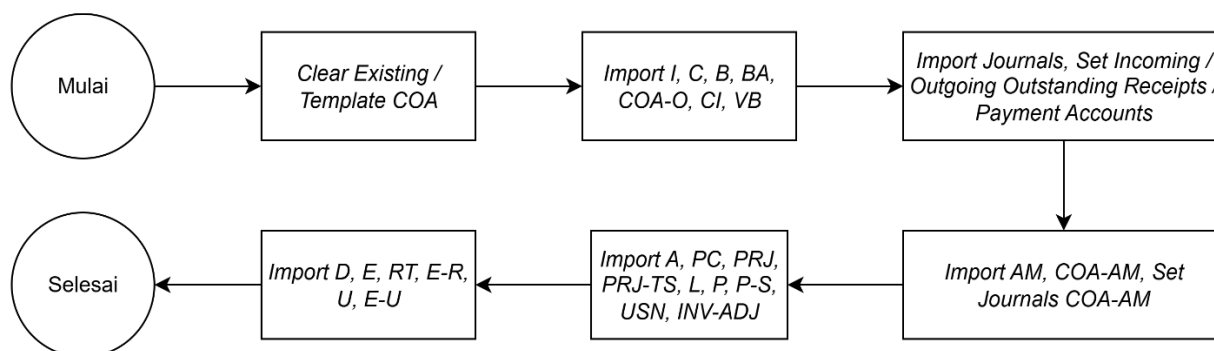 Mulai
Clear Existing /
Template COA
Import I, C, B, BA,
COA-O, CI, VB
Import Journals, Set Incoming /
Outgoing Outstanding Receipts /
Payment Accounts
Import AM, COA-AM, Set
Journals COA-AM
Import A, PC, PRJ,
PRJ-TS, L, P, P-S,
USN, INV-ADJ
Import D, E, RT, E-R,
U, E-U
Selesai